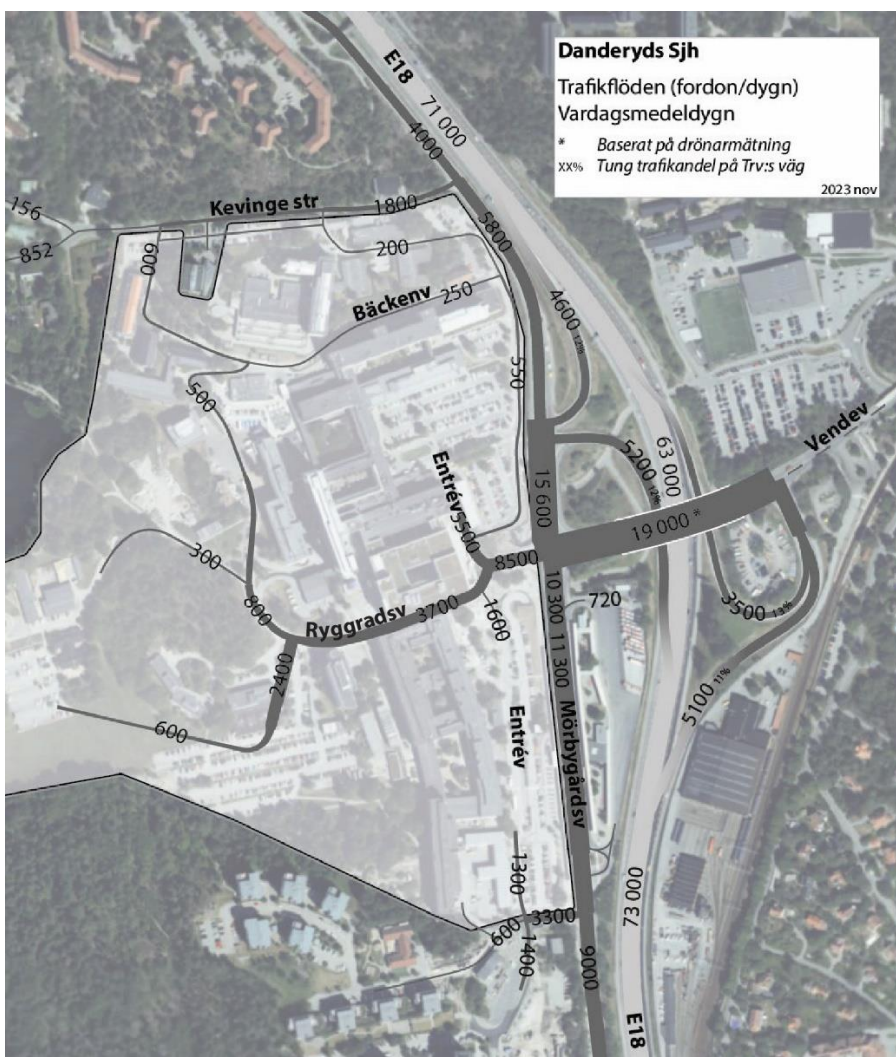 Danderyds Sjh
Trafikflöden (fordon/dygn)
Vardagsmedeldygn
* Baserat på drönarmätning
XX% Tung trafikandel på Trv:s väg
2023 nov
E18
71 000
4000
156
852
Kevinge str
1800
5800
600
200
Bäckenv
250
4600 12%
550
500
Entrév
5500
15 600
5200 12%
63 000
Vendev
19 000 *
8500
10 300
11 300
720
3500 13%
300
800
Ryggradsv
3700
1600
2400
600
5100 11%
Entrév
Mörbygårdsv
1300
3300
600
1400
9000
73 000
E18